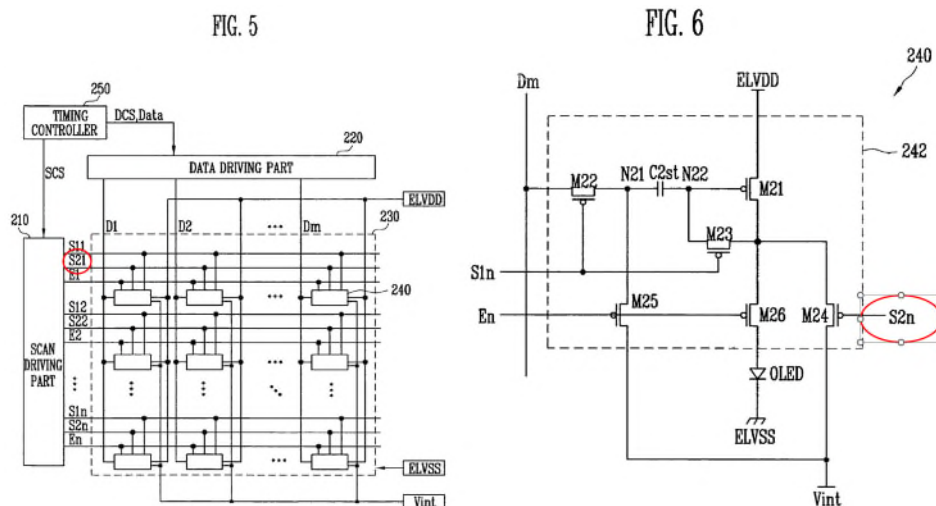 FIG. 5
250
TIMING
CONTROLLER
DCS,Data
SCS
220
DATA DRIVING PART
ELVDD
210
D1
D2
...
Dm
230
S11
S21
E1
240
S12
S22
E2
SCAN
DRIVING
PART
S1n
S2n
En
ELVSS
Vint
FIG. 6
240
Dm
ELVDD
242
M22
N21
C2st
N22
M21
M23
S1n
En
M25
M26
M24
S2n
OLED
ELVSS
Vint